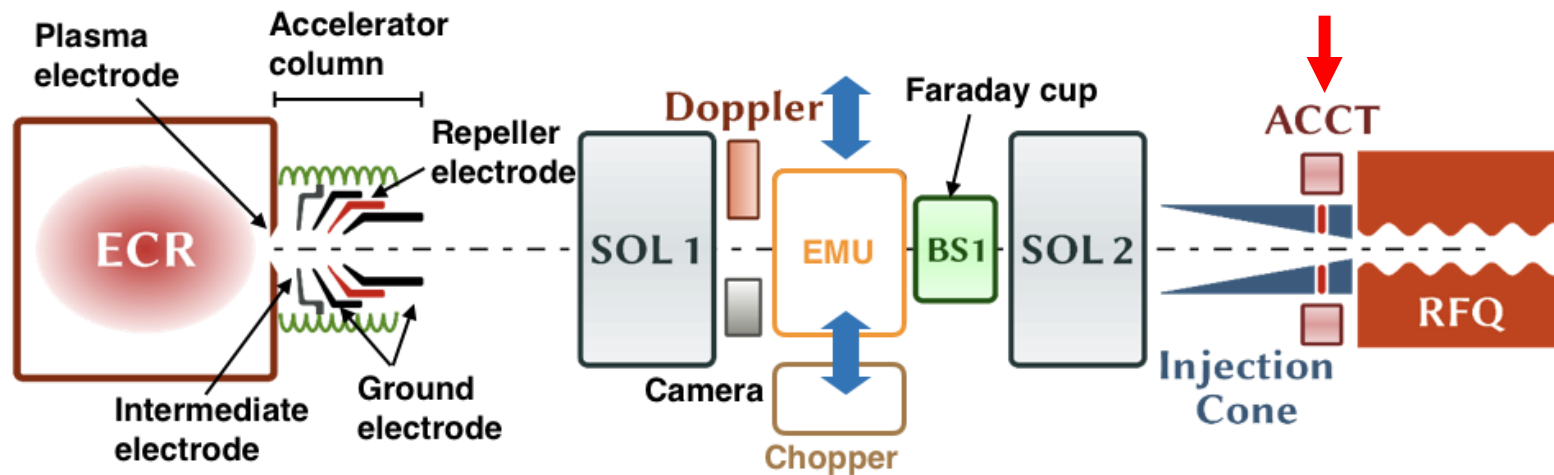 Plasma
electrode
Accelerator
column
Repeller
electrode
Doppler
Faraday cup
ACCT
ECR
SOL 1
EMU
BS1
SOL 2
RFQ
Intermediate
electrode
Ground
electrode
Camera
Chopper
Injection
Cone